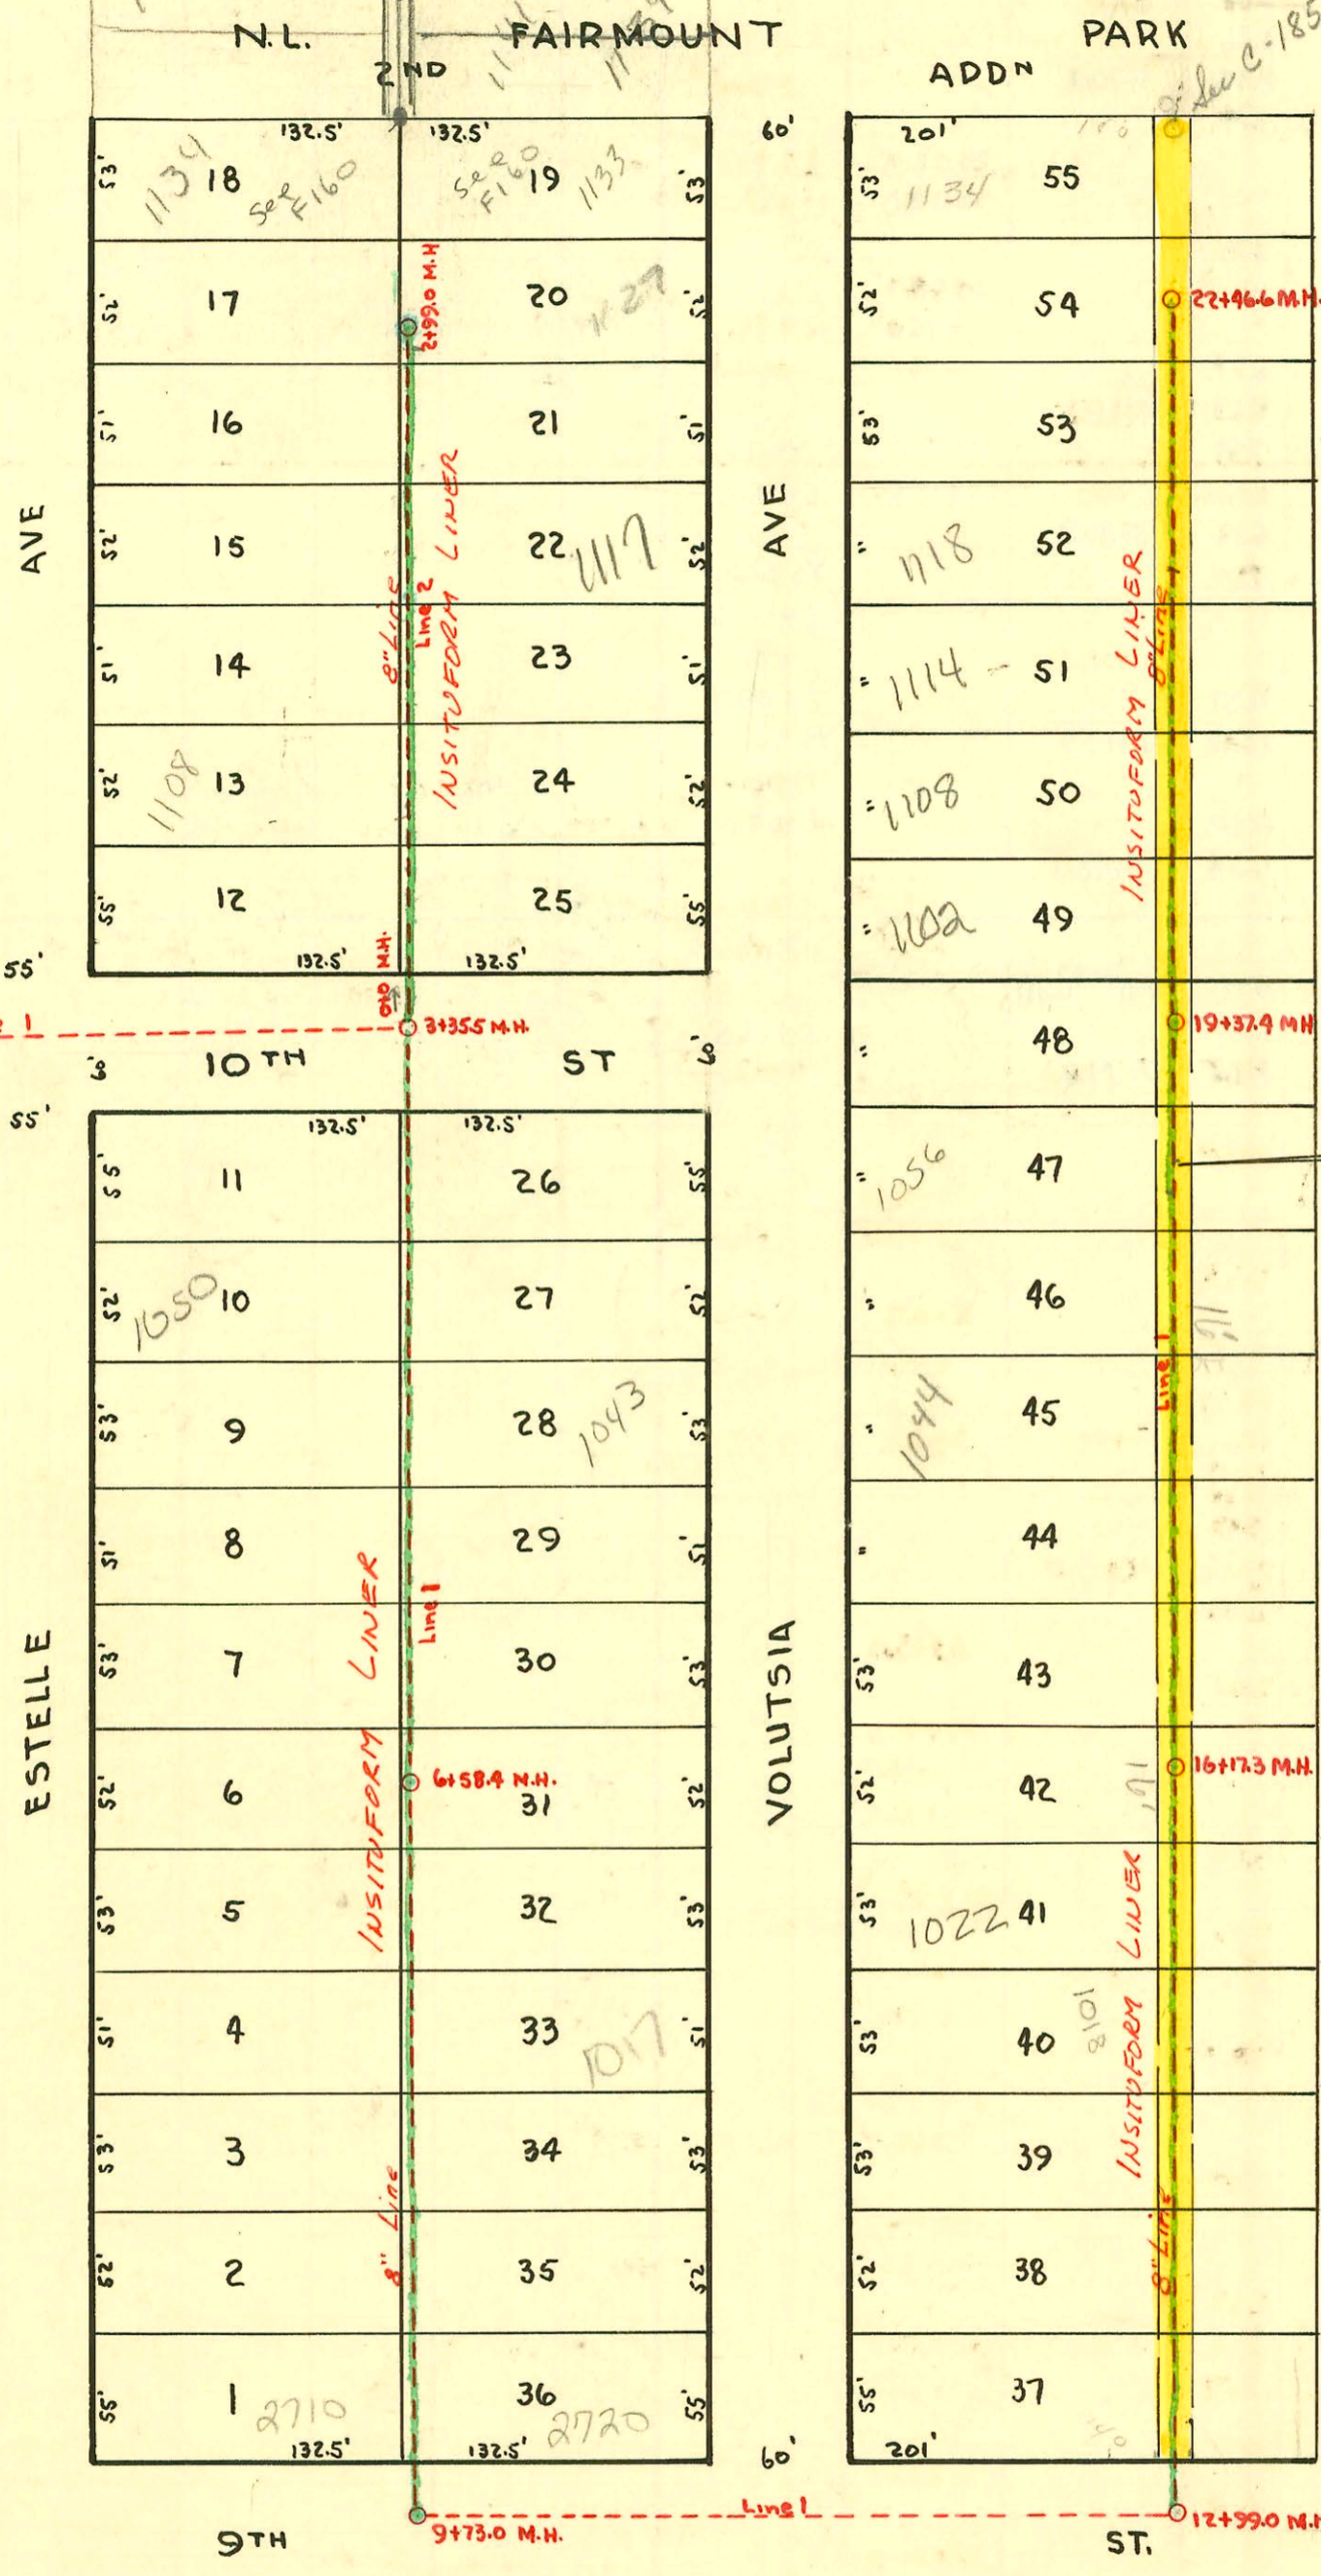 N.L. FAIRMOUNT PARK
2ND ADDN
See C-185
132.5' 132.5' 60' 201'
53' 1134 18 See F160 See F160 19 1133 53' 53' 1134 55
52' 17 2+99.0 M.H 20 52' 52' 54 22+46.6 M.H.
51' 16 21 51' 53' 53
AVE 52' 15 22 1117 52' AVE " 1118 52
8" LINE Line 2 INSITUFORM LINER
INSITUFORM LINER 8" LINE
51' 14 23 51' " 1114 - 51
52' 1108 13 24 52' " 1108 50
55' 12 25 55' " 1102 49
55' 132.5' 0+0 M.H. 132.5'
1 3+35.5 M.H. " 48 19+37.4 MH
60' 10TH ST 60'
55' 132.5' 132.5'
55' 11 26 55' " 1056 47
52' 1050 10 27 52' " 46
Line 1
53' 9 28 1043 53' " 1044 45
51' 8 29 51' " 44
INSITUFORM LINER Line 1
ESTELLE 53' 7 30 53' VOLUTSIA 53' 43
52' 6 6+58.4 M.H. 31 52' 52' 42 16+17.3 M.H.
53' 5 32 53' 53' 1022 41
INSITUFORM LINER
51' 4 33 1017 51' 53' 40 1018
53' 3 34 53' 53' 39
8" Line 8" LINE
52' 2 35 52' 52' 38
55' 1 2710 36 2720 55' 55' 37
132.5' 132.5' 60' 201'
9+73.0 M.H. Line 1 12+99.0 M.H
9TH ST.